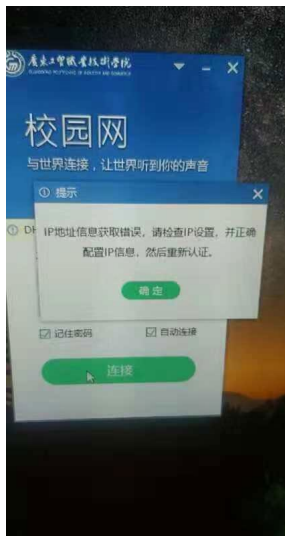 广东工贸职业技术学院
校园网
与世界连接，让世界听到你的声音
提示
DH
IP地址信息获取错误，请检查IP设置，并正确
配置IP信息，然后重新认证。
确定
记住密码
自动连接
连接